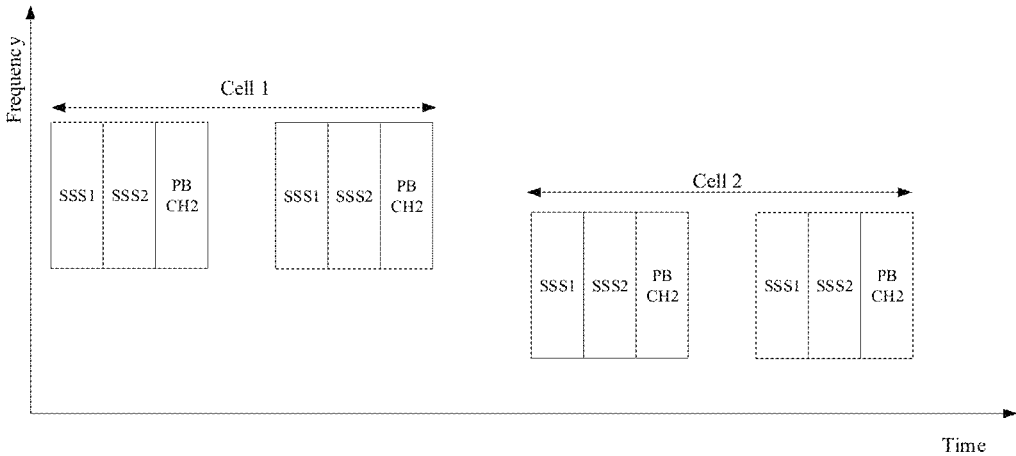 Frequency
Cell 1
SSS1 SSS2 PB CH2
SSS1 SSS2 PB CH2
Cell 2
SSS1 SSS2 PB CH2
SSS1 SSS2 PB CH2
Time